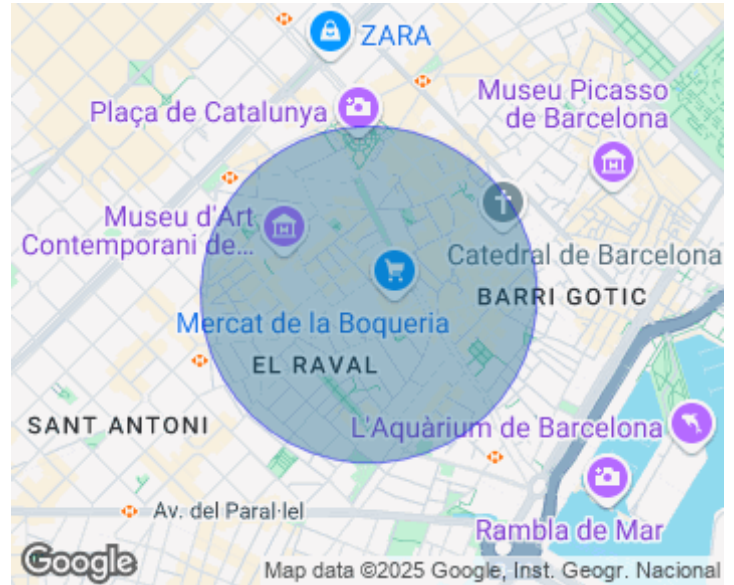 ZARA
Museu Picasso
de Barcelona
Plaça de Catalunya
Museu d'Art
Contemporani de...
Catedral de Barcelona
BARRI GOTIC
Mercat de la Boqueria
EL RAVAL
SANT ANTONI
L'Aquàrium de Barcelona
Av. del Paral·lel
Rambla de Mar
Google
Map data ©2025 Google, Inst. Geogr. Nacional